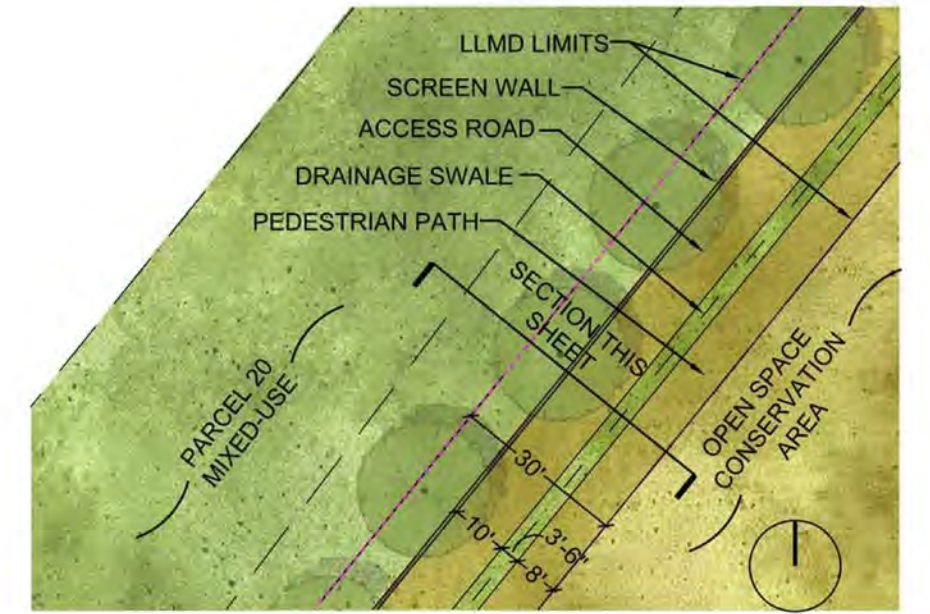 LLMD LIMITS
SCREEN WALL
ACCESS ROAD
DRAINAGE SWALE
PEDESTRIAN PATH
SECTION THIS
SHEET
PARCEL 20
MIXED-USE
OPEN SPACE
CONSERVATION
AREA
30'
10'
3'-6"
8'